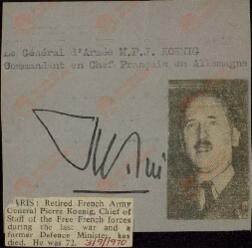 Le Général d'Armée M.P.J. KOENIG
Commandant en Chef Français en Allemagne
PARIS: Retired French Army
General Pierre Koenig, Chief of
Staff of the Free French forces
during the last war and a
former Defence Minister, has
died. He was 72. 3/9/1970